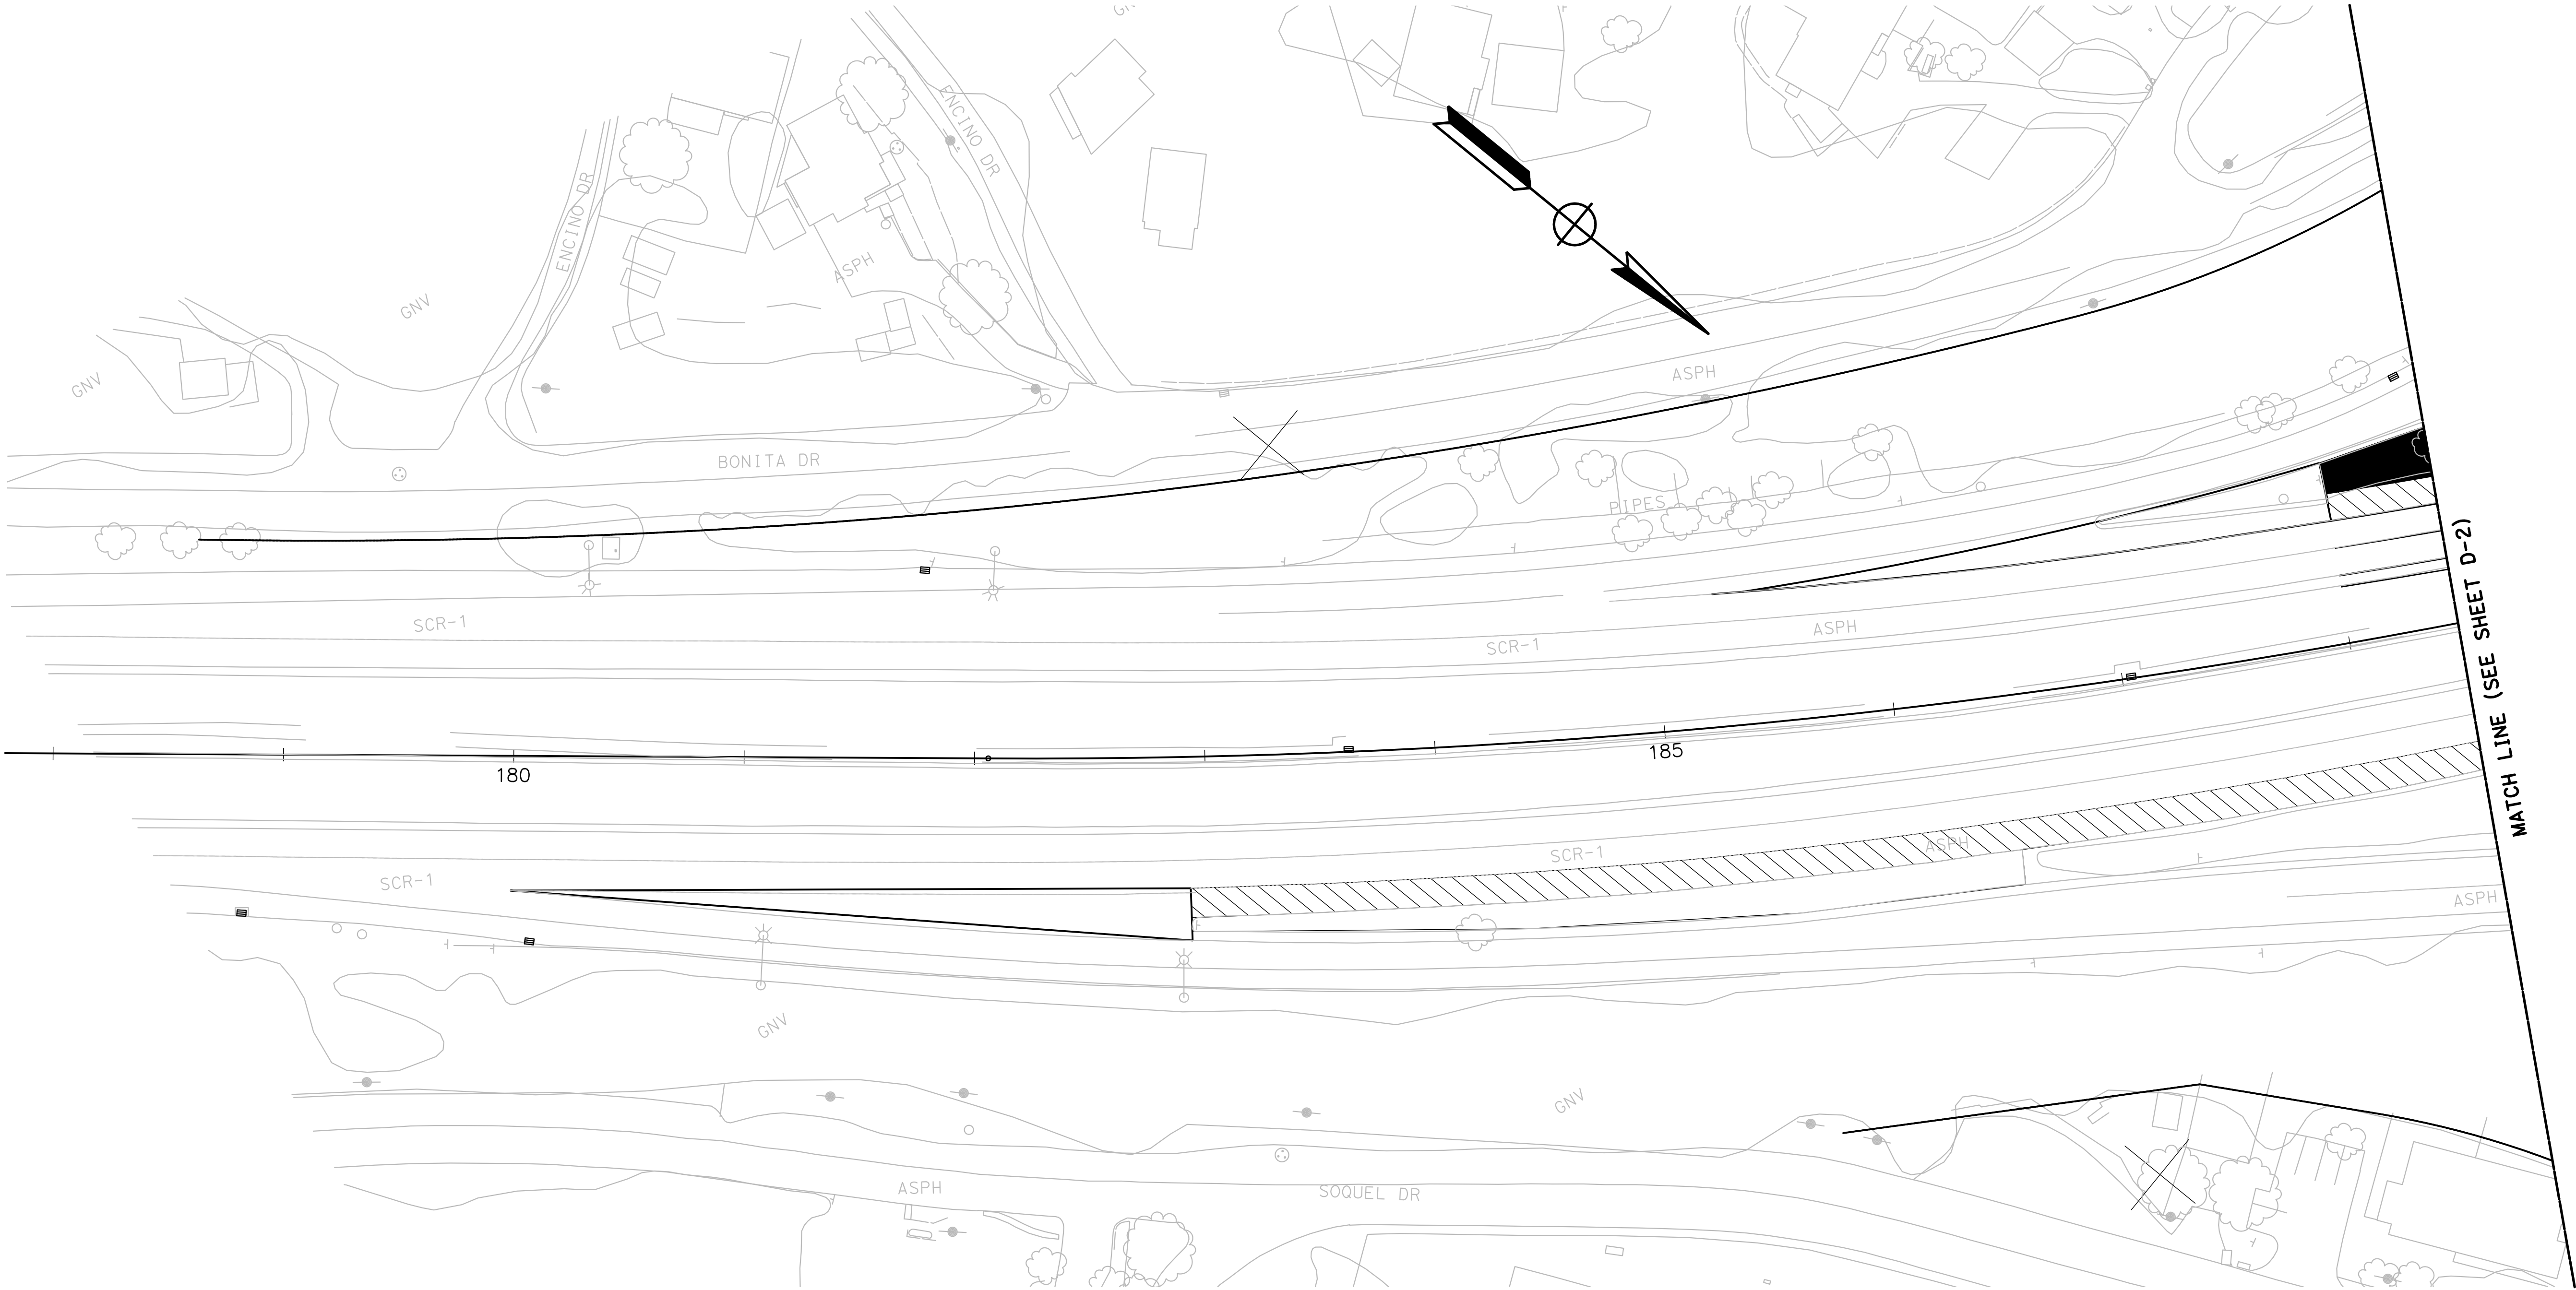 GNV
ENCINO DR
ENCINO DR
ASPH
GNV
GNV
ASPH
BONITA DR
PIPES
SCR-1
SCR-1
ASPH
MATCH LINE (SEE SHEET D-2)
180
185
SCR-1
SCR-1
ASPH
ASPH
GNV
GNV
ASPH
SOQUEL DR